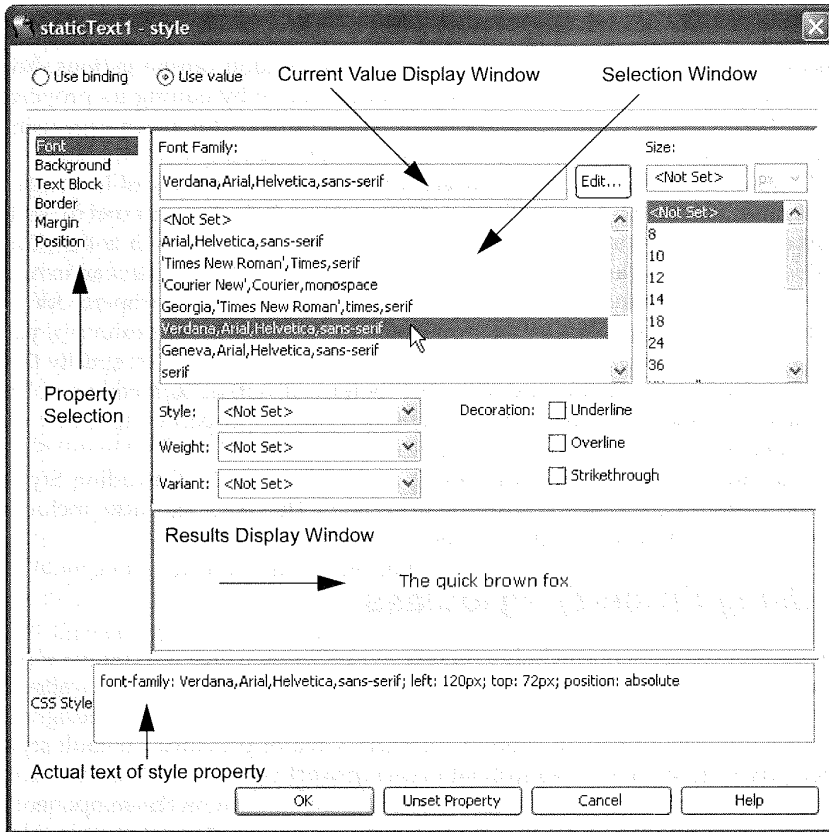 staticText1 - style
Use binding Use value Current Value Display Window Selection Window
Font
Background
Text Block
Border
Margin
Position
Property
Selection
Font Family:
Verdana,Arial,Helvetica,sans-serif Edit...
<Not Set>
Arial,Helvetica,sans-serif
'Times New Roman',Times,serif
'Courier New',Courier,monospace
Georgia,'Times New Roman',times,serif
Verdana,Arial,Helvetica,sans-serif
Geneva,Arial,Helvetica,sans-serif
serif
Size:
<Not Set> px
<Not Set>
8
10
12
14
18
24
36
Style: <Not Set>
Weight: <Not Set>
Variant: <Not Set>
Decoration: Underline
Overline
Strikethrough
Results Display Window
The quick brown fox
CSS Style
font-family: Verdana,Arial,Helvetica,sans-serif; left: 120px; top: 72px; position: absolute
Actual text of style property
OK Unset Property Cancel Help